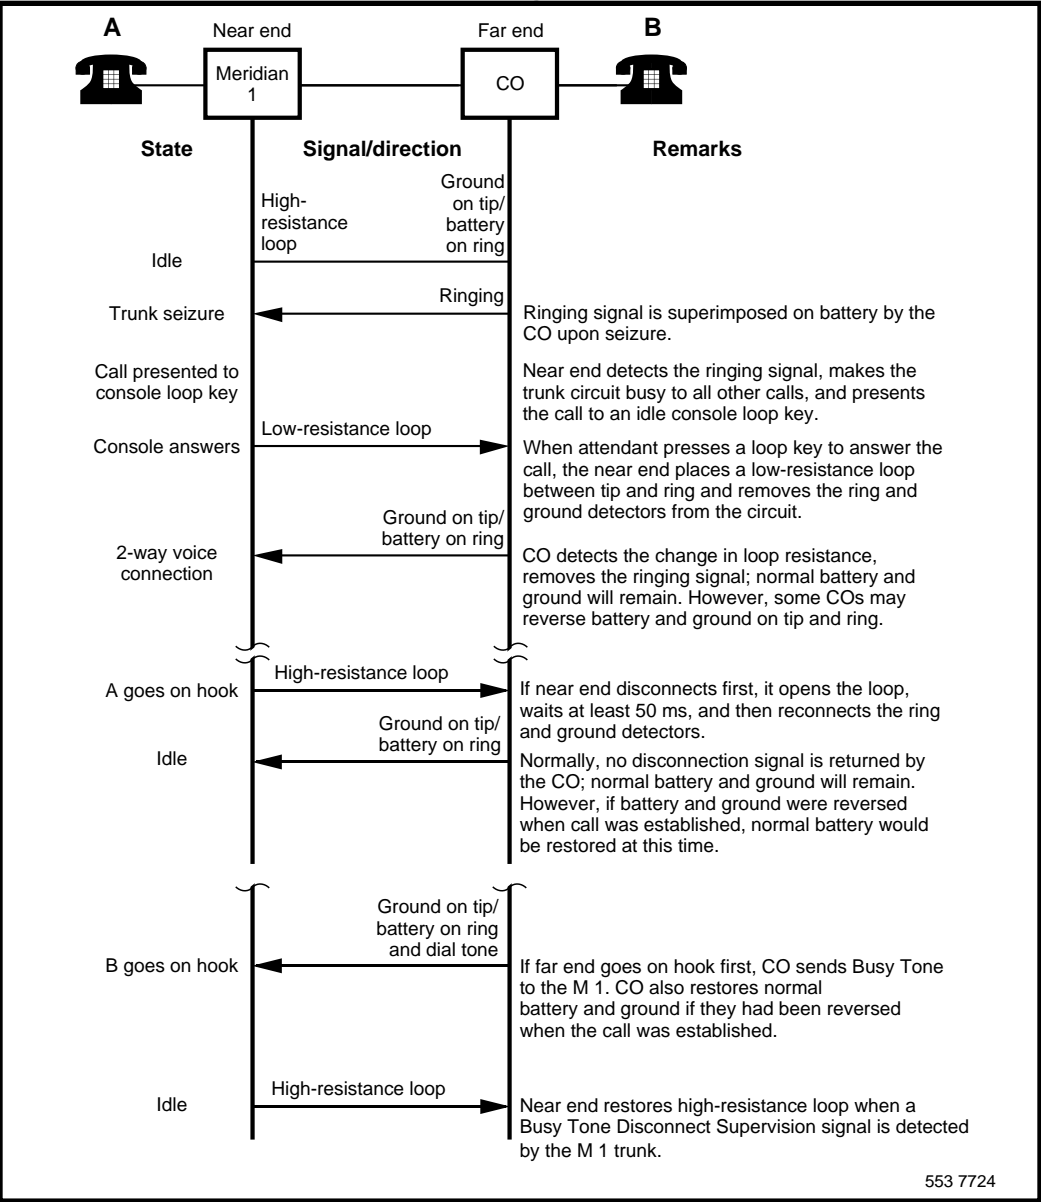 A
Near end
Far end
B
Meridian
1
CO
State
Signal/direction
Remarks
High-
resistance
loop
Ground
on tip/
battery
on ring
Idle
Trunk seizure
Ringing
Ringing signal is superimposed on battery by the
CO upon seizure.
Call presented to
console loop key
Near end detects the ringing signal, makes the
trunk circuit busy to all other calls, and presents
the call to an idle console loop key.
Console answers
Low-resistance loop
When attendant presses a loop key to answer the
call, the near end places a low-resistance loop
between tip and ring and removes the ring and
ground detectors from the circuit.
2-way voice
connection
Ground on tip/
battery on ring
CO detects the change in loop resistance,
removes the ringing signal; normal battery and
ground will remain. However, some COs may
reverse battery and ground on tip and ring.
A goes on hook
High-resistance loop
If near end disconnects first, it opens the loop,
waits at least 50 ms, and then reconnects the ring
and ground detectors.
Idle
Ground on tip/
battery on ring
Normally, no disconnection signal is returned by
the CO; normal battery and ground will remain.
However, if battery and ground were reversed
when call was established, normal battery would
be restored at this time.
B goes on hook
Ground on tip/
battery on ring
and dial tone
If far end goes on hook first, CO sends Busy Tone
to the M 1. CO also restores normal
battery and ground if they had been reversed
when the call was established.
Idle
High-resistance loop
Near end restores high-resistance loop when a
Busy Tone Disconnect Supervision signal is detected
by the M 1 trunk.
553 7724